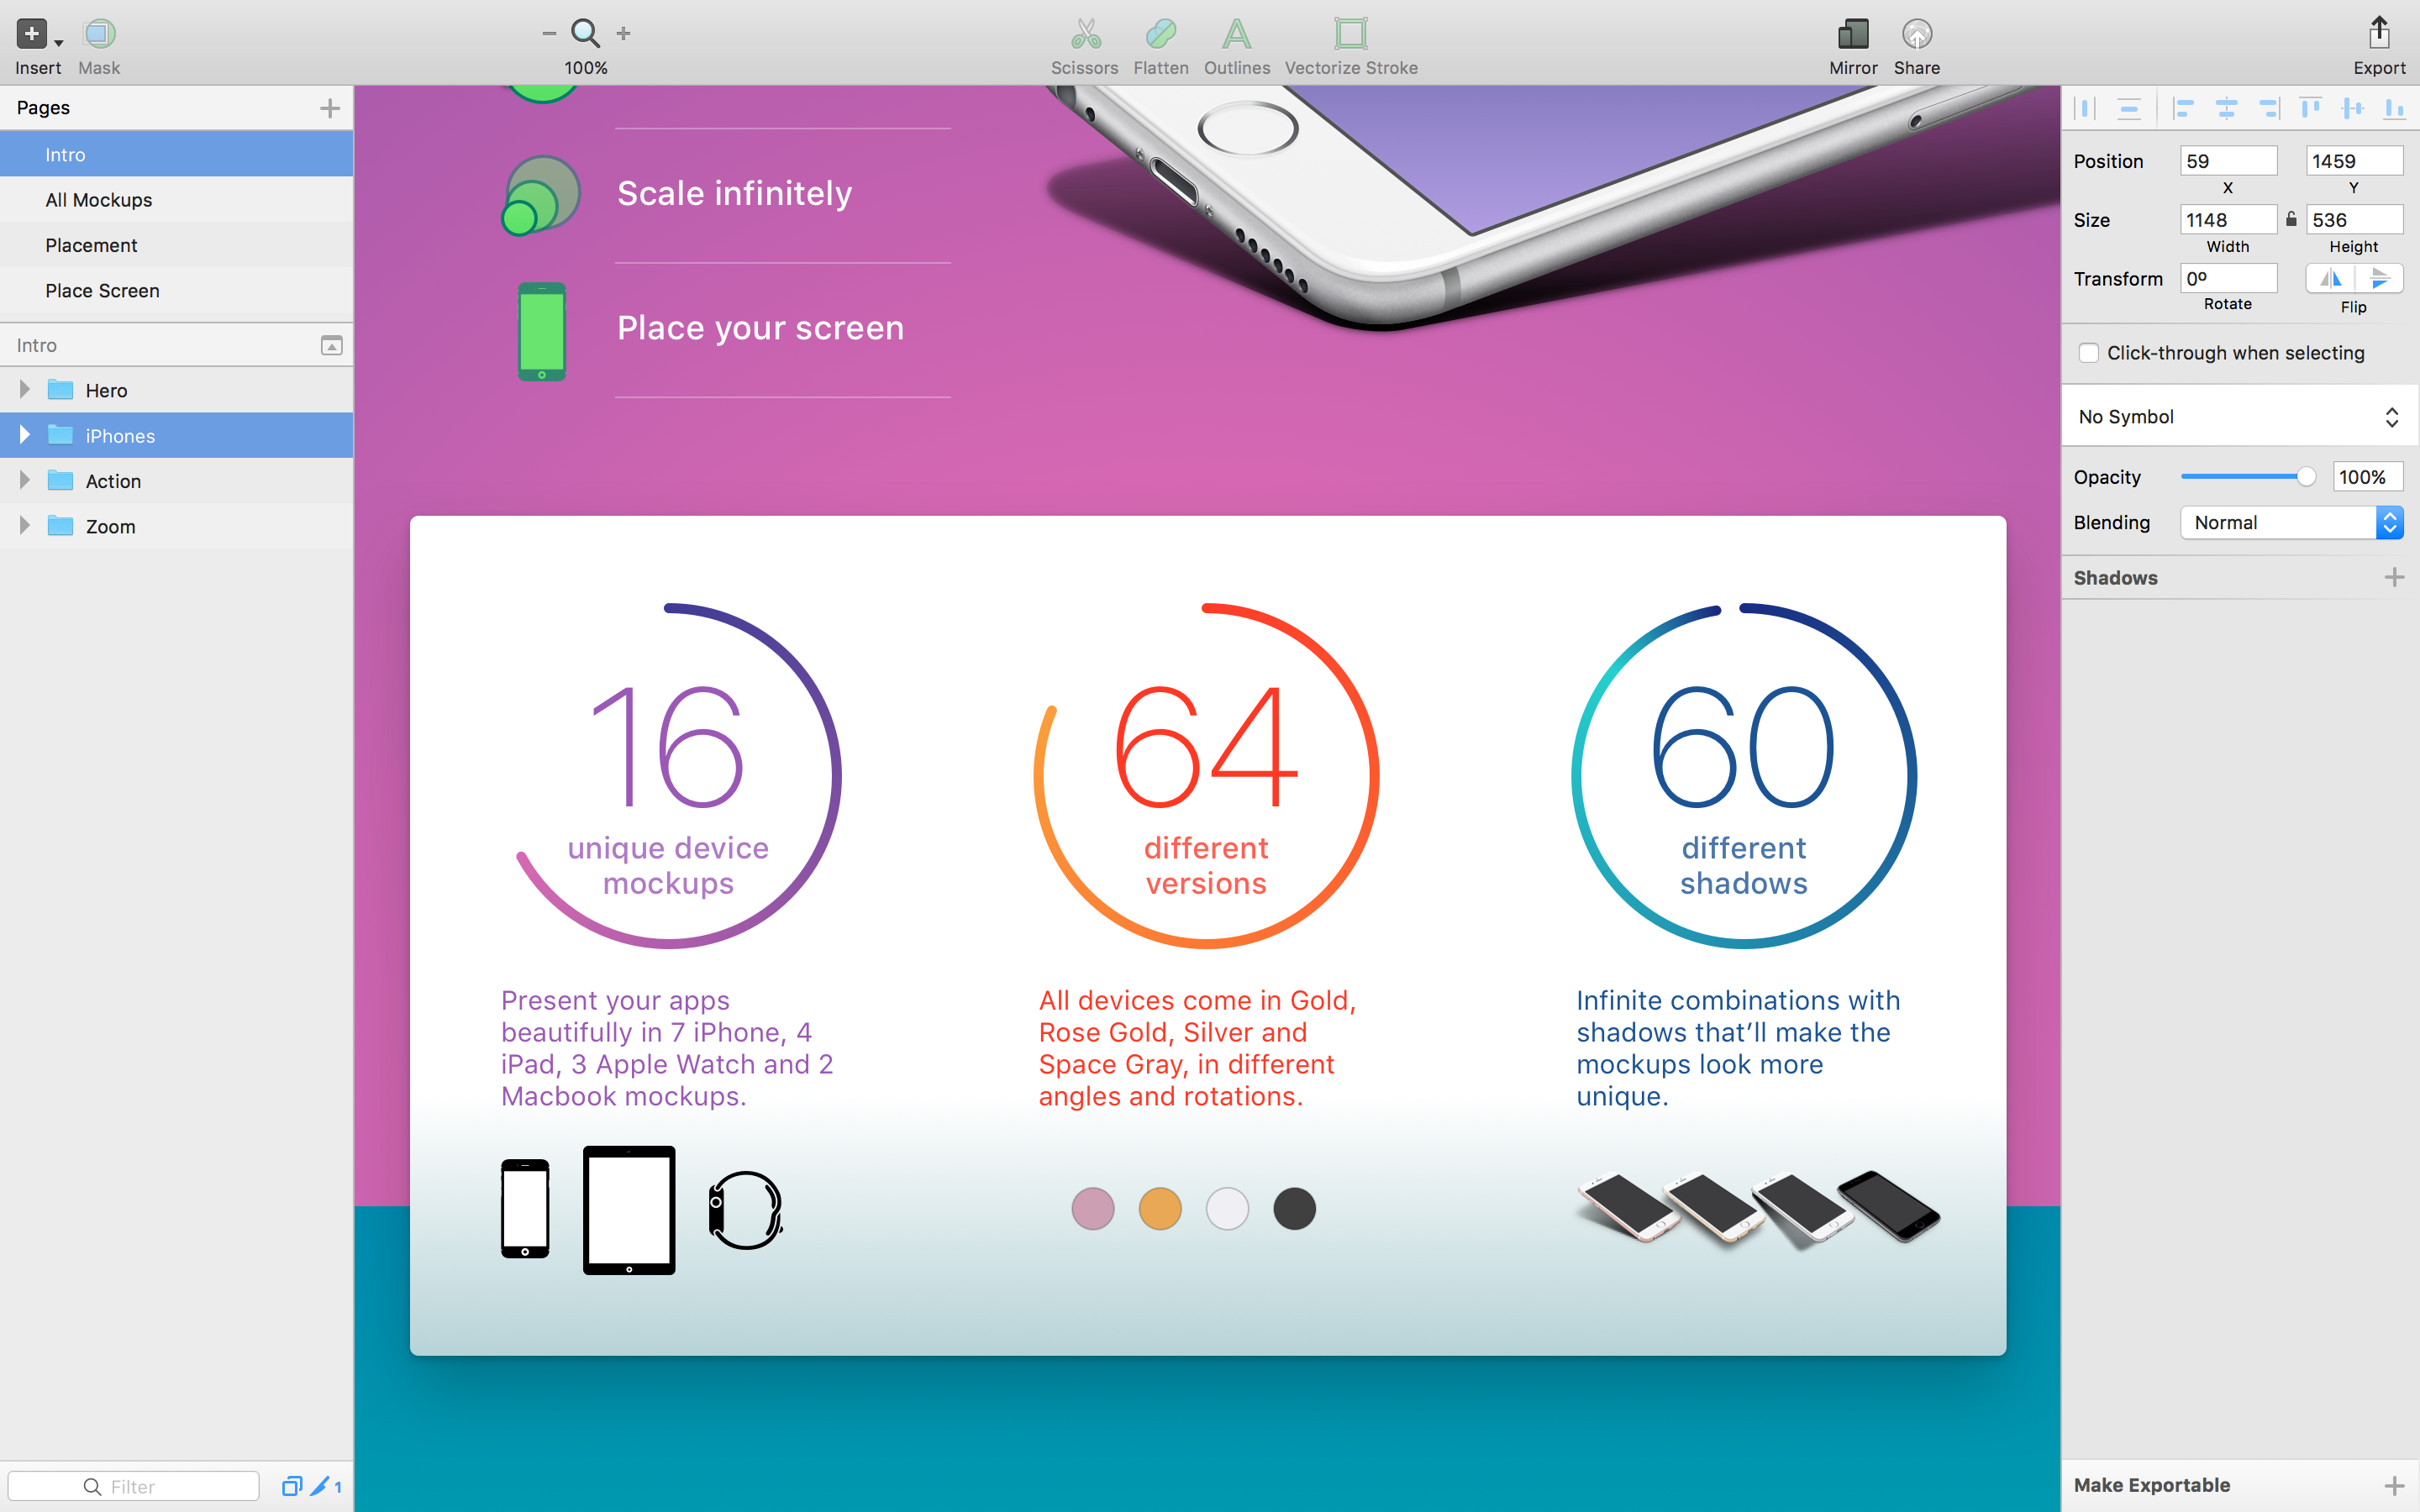 Insert
Mask
100%
Scissors
Flatten
Outlines
Vectorize Stroke
Mirror
Share
Export
Pages
Intro
All Mockups
Placement
Place Screen
Intro
Hero
iPhones
Action
Zoom
Filter
1
Scale infinitely
Place your screen
16
unique device
mockups
Present your apps
beautifully in 7 iPhone, 4
iPad, 3 Apple Watch and 2
Macbook mockups.
64
different
versions
All devices come in Gold,
Rose Gold, Silver and
Space Gray, in different
angles and rotations.
60
different
shadows
Infinite combinations with
shadows that’ll make the
mockups look more
unique.
Position 59 1459
X Y
Size 1148 536
Width Height
Transform 0º
Rotate Flip
Click-through when selecting
No Symbol
Opacity 100%
Blending Normal
Shadows
Make Exportable